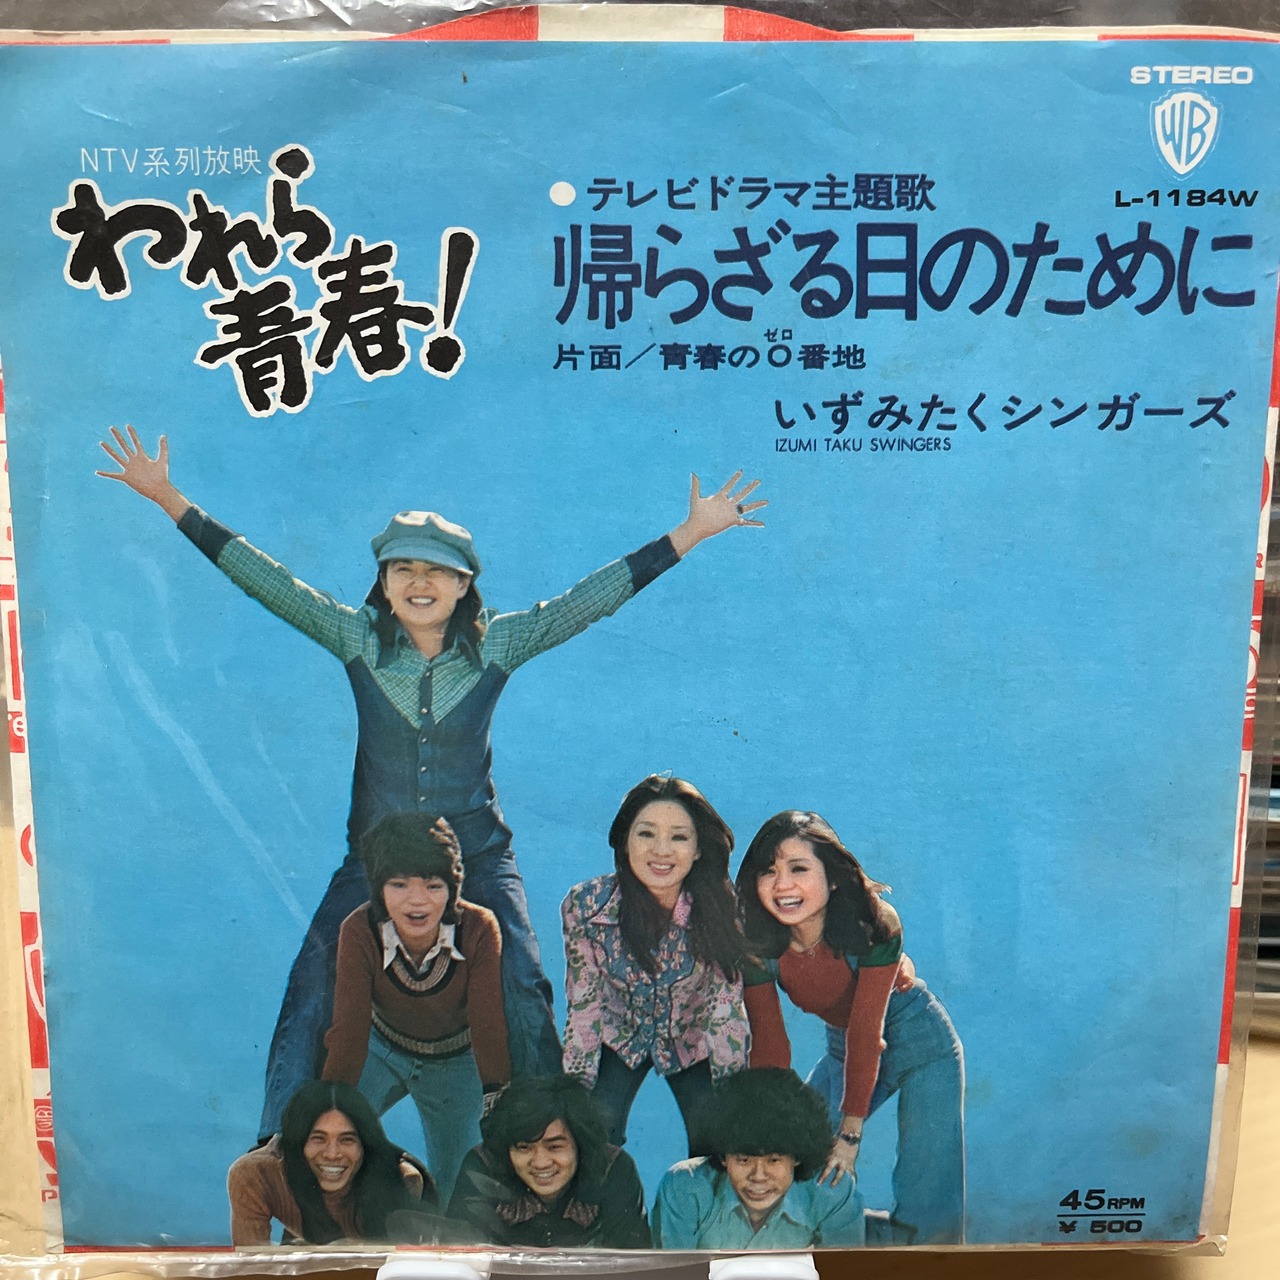 STEREO
WB
L-1184W
NTV系列放映
われら
青春!
●テレビドラマ主題歌
帰らざる日のために
ゼロ
片面/青春の0番地
いずみたくシンガーズ
IZUMI TAKU SWINGERS
45RPM
¥ 500